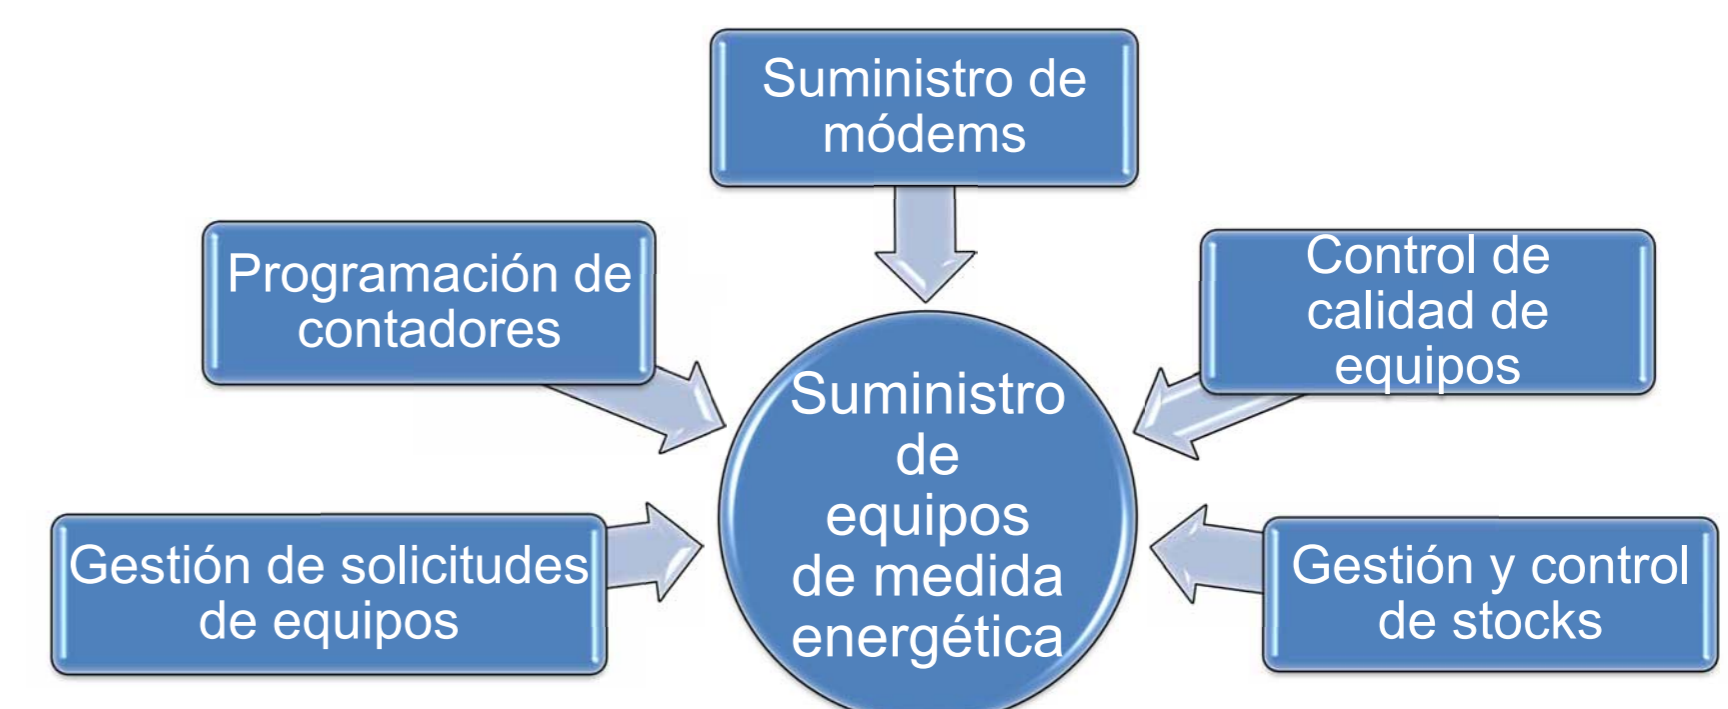 Suministro de
módems
Programación de
contadores
Control de
calidad de
equipos
Suministro
de
equipos
de medida
energética
Gestión de solicitudes
de equipos
Gestión y control
de stocks